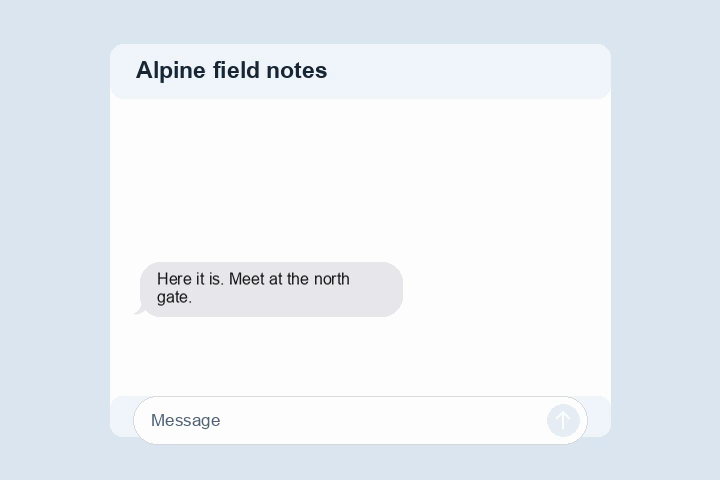 Alpine field notes
Here it is. Meet at the north
gate.
Message